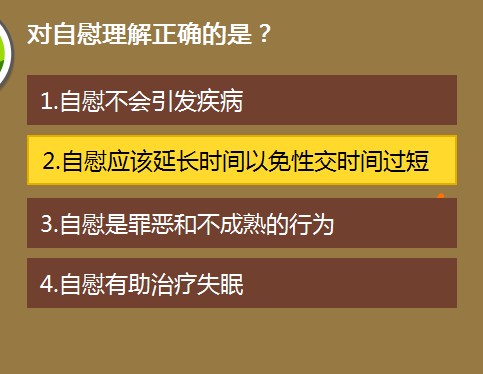 对自慰理解正确的是？
1.自慰不会引发疾病
2.自慰应该延长时间以免性交时间过短
3.自慰是罪恶和不成熟的行为
4.自慰有助治疗失眠